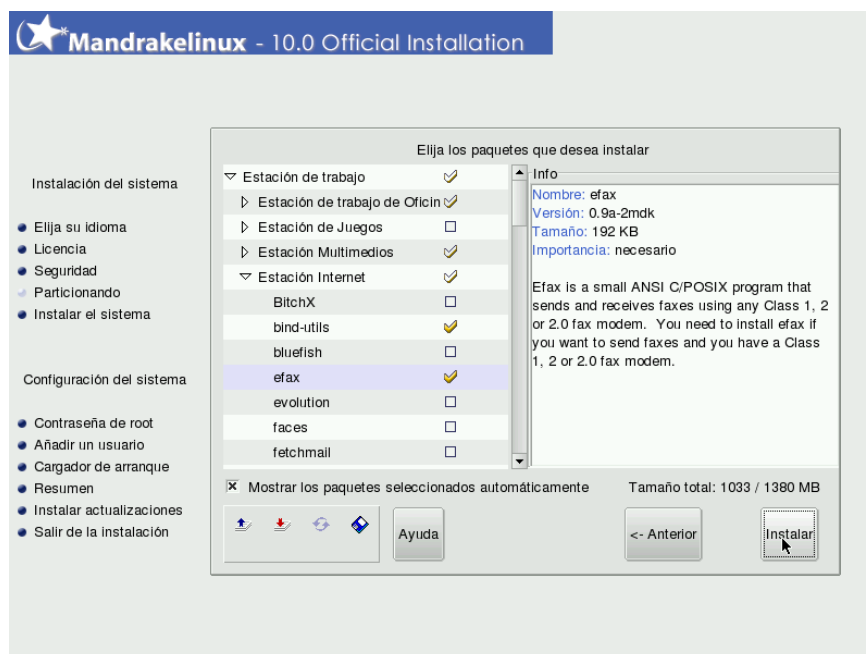 Mandrakelinux - 10.0 Official Installation
Instalación del sistema
Elija su idioma
Licencia
Seguridad
Particionando
Instalar el sistema
Configuración del sistema
Contraseña de root
Añadir un usuario
Cargador de arranque
Resumen
Instalar actualizaciones
Salir de la instalación
Elija los paquetes que desea instalar
Estación de trabajo
Estación de trabajo de Oficin
Estación de Juegos
Estación Multimedios
Estación Internet
BitchX
bind-utils
bluefish
efax
evolution
faces
fetchmail
Info
Nombre: efax
Versión: 0.9a-2mdk
Tamaño: 192 KB
Importancia: necesario
Efax is a small ANSI C/POSIX program that
sends and receives faxes using any Class 1, 2
or 2.0 fax modem.  You need to install efax if
you want to send faxes and you have a Class
1, 2 or 2.0 fax modem.
Mostrar los paquetes seleccionados automáticamente
Tamaño total: 1033 / 1380 MB
Ayuda
<- Anterior
Instalar